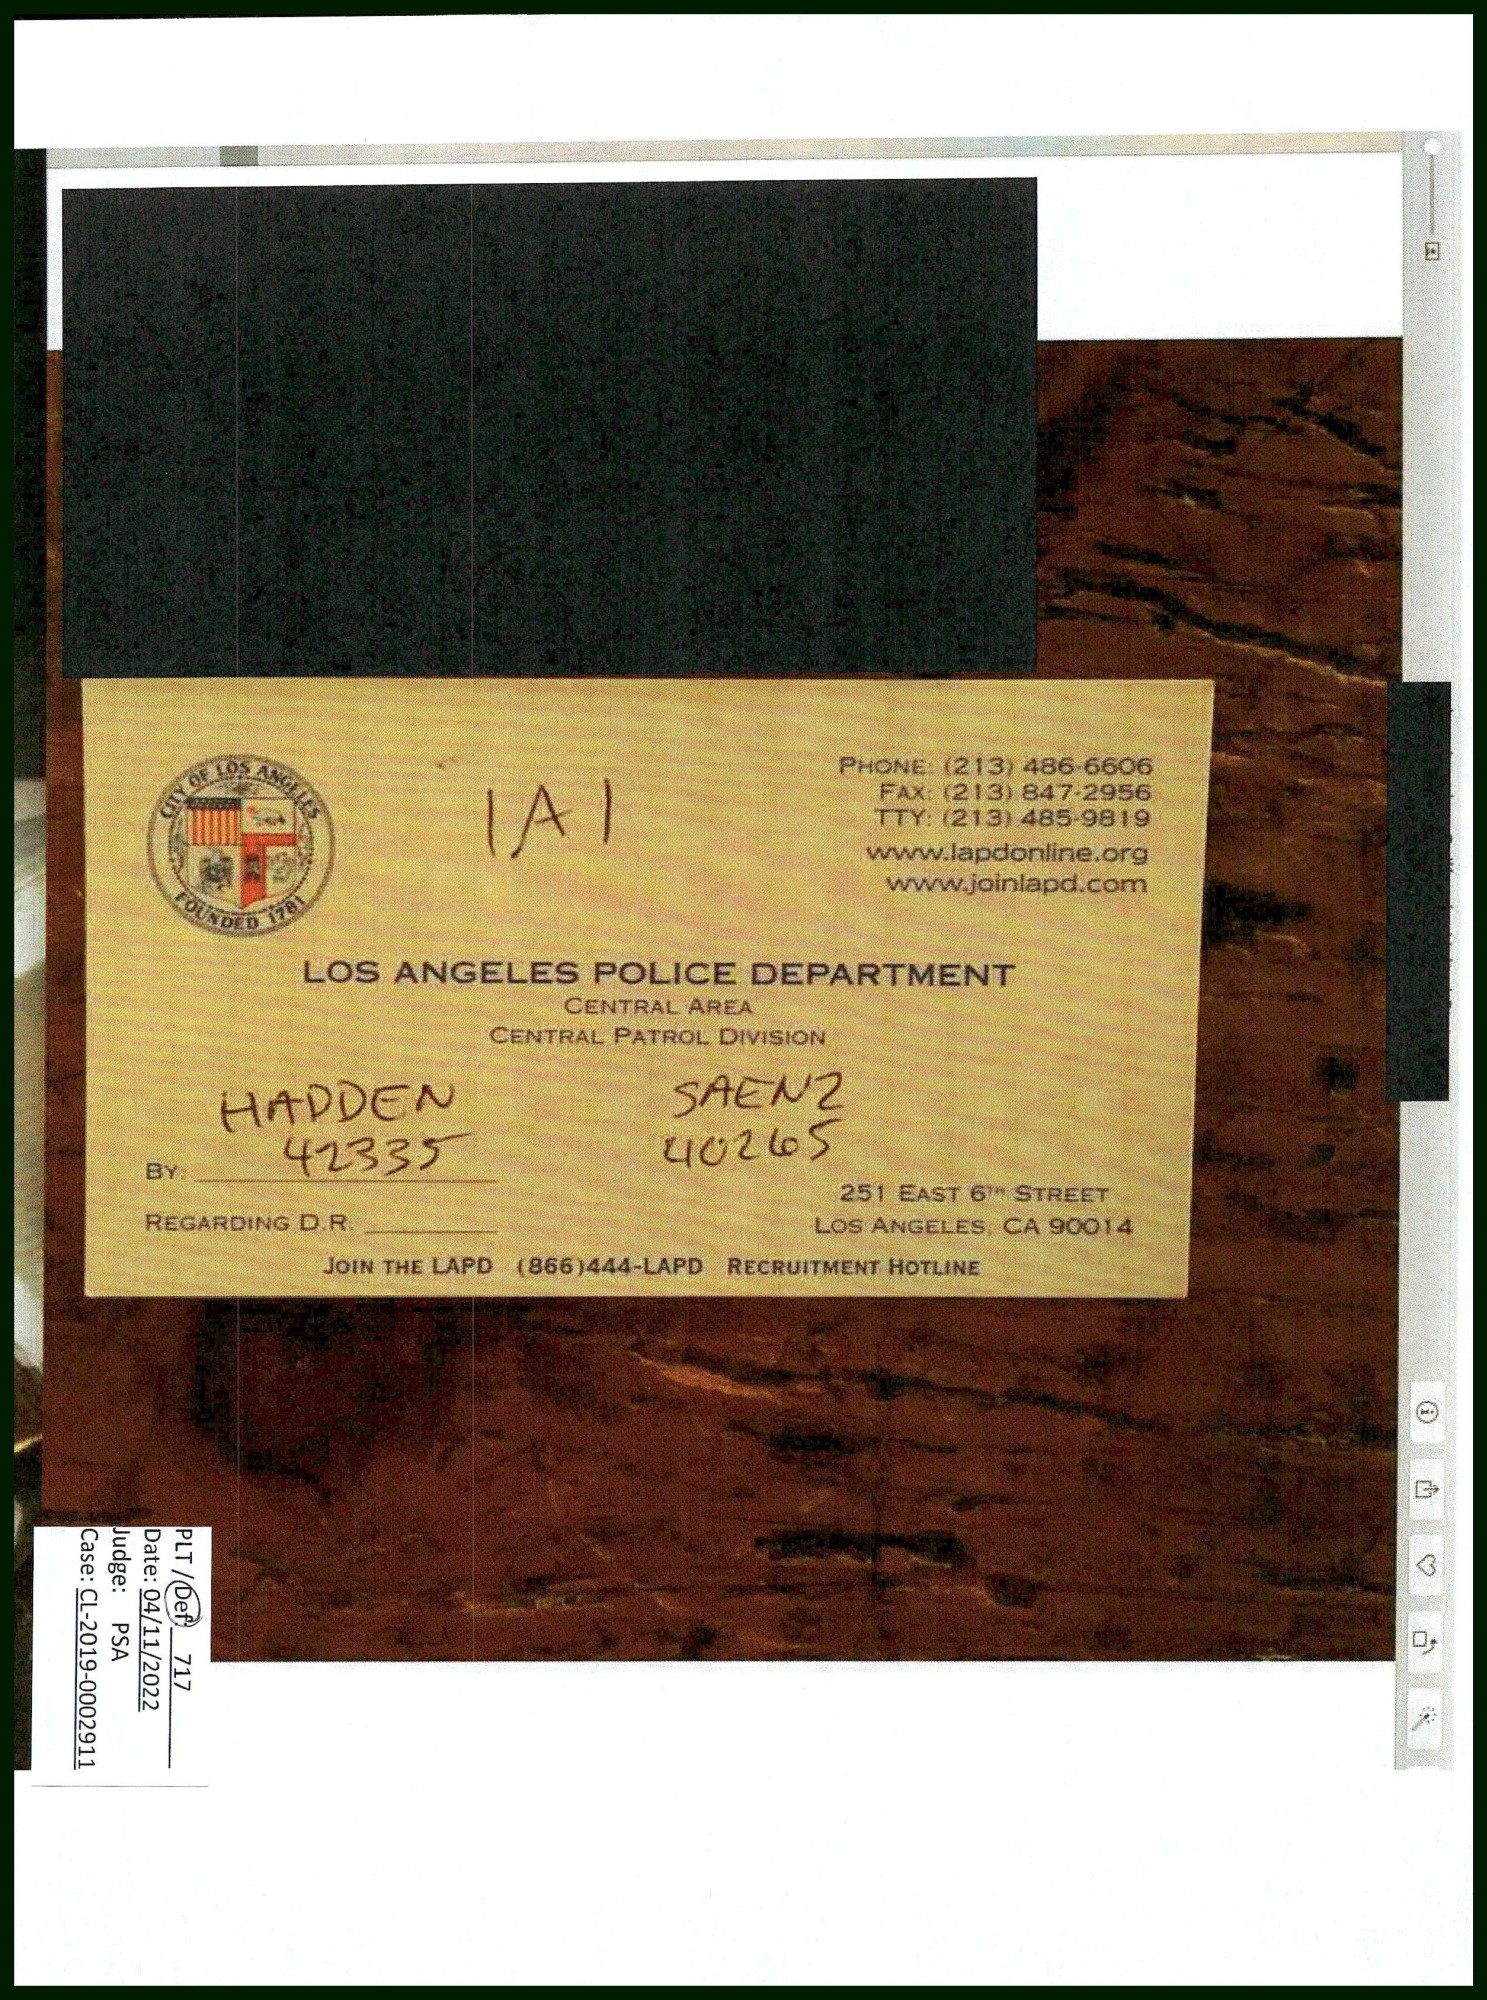 CITY OF LOS ANGELES
FOUNDED 1781
1A1
PHONE: (213) 486-6606
FAX: (213) 847-2956
TTY: (213) 485-9819
www.lapdonline.org
www.joinlapd.com
LOS ANGELES POLICE DEPARTMENT
CENTRAL AREA
CENTRAL PATROL DIVISION
HADDEN SAENZ
42335 40265
BY:
251 EAST 6TH STREET
REGARDING D.R.
LOS ANGELES, CA 90014
JOIN THE LAPD (866)444-LAPD RECRUITMENT HOTLINE
PLT / Def 717
Date: 04/11/2022
Judge: PSA
Case: CL-2019-0002911